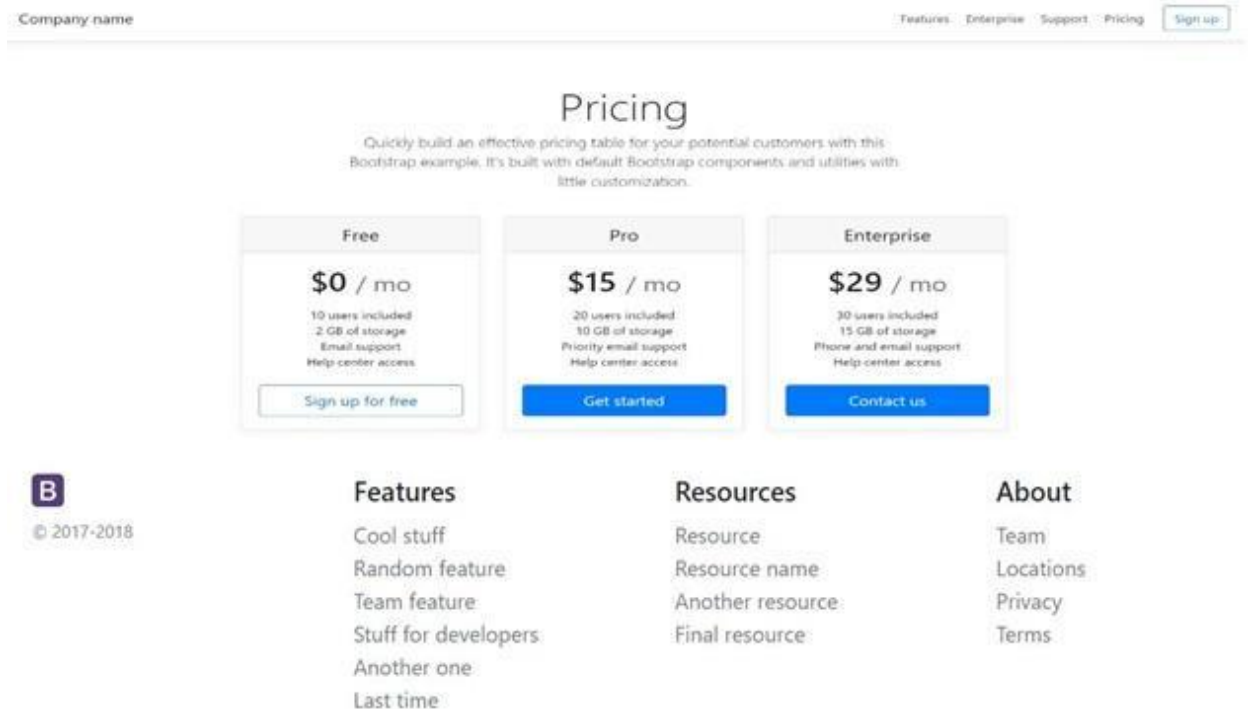 Company name
Features Enterprise Support Pricing Sign up
Pricing
Quickly build an effective pricing table for your potential customers with this
Bootstrap example. It's built with default Bootstrap components and utilities with
little customization.
Free
$0 / mo
10 users included
2 GB of storage
Email support
Help center access
Sign up for free
Pro
$15 / mo
20 users included
10 GB of storage
Priority email support
Help center access
Get started
Enterprise
$29 / mo
30 users included
15 GB of storage
Phone and email support
Help center access
Contact us
B
© 2017-2018
Features
Cool stuff
Random feature
Team feature
Stuff for developers
Another one
Last time
Resources
Resource
Resource name
Another resource
Final resource
About
Team
Locations
Privacy
Terms